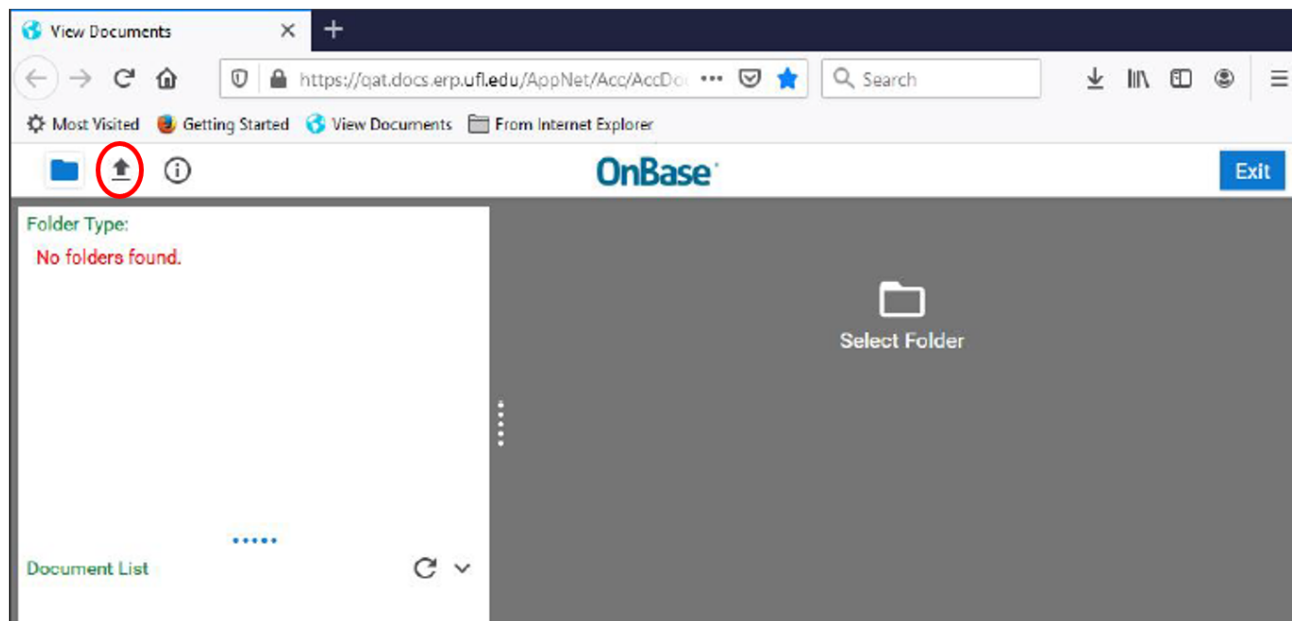 View Documents
https://qat.docs.erp.ufl.edu/AppNet/Acc/AccDo
Search
Most Visited Getting Started View Documents From Internet Explorer
OnBase
Exit
Folder Type:
No folders found.
Select Folder
Document List